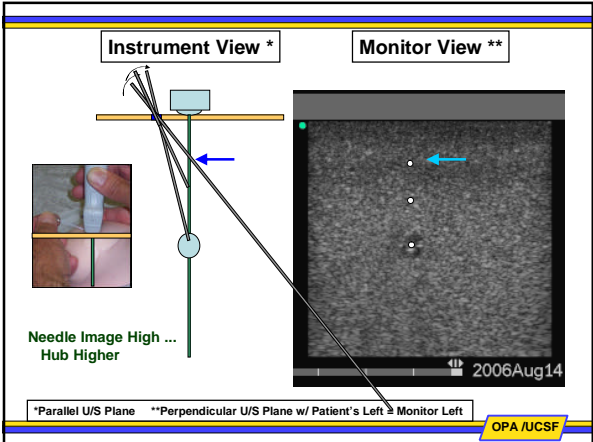 Instrument View *
Monitor View **
Needle Image High ...
Hub Higher
2006Aug14
*Parallel U/S Plane **Perpendicular U/S Plane w/ Patient's Left = Monitor Left
OPA /UCSF